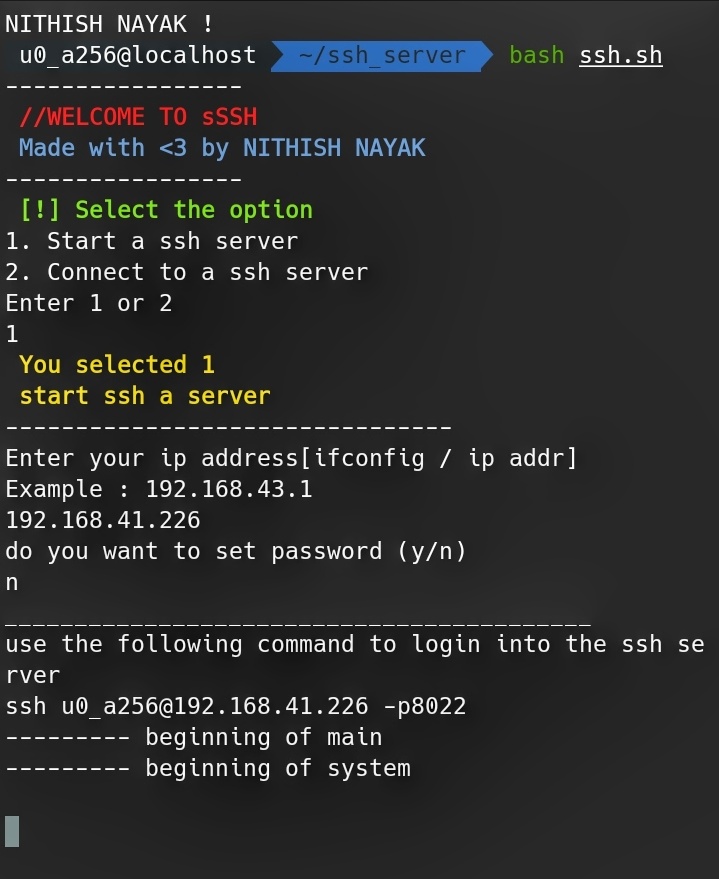 NITHISH NAYAK !
u0_a256@localhost ~/ssh_server bash ssh.sh
-----------------
//WELCOME TO sSSH
Made with <3 by NITHISH NAYAK
-----------------
[!] Select the option
1. Start a ssh server
2. Connect to a ssh server
Enter 1 or 2
1
You selected 1
start ssh a server
--------------------------------
Enter your ip address[ifconfig / ip addr]
Example : 192.168.43.1
192.168.41.226
do you want to set password (y/n)
n
__________________________________________
use the following command to login into the ssh se
rver
ssh u0_a256@192.168.41.226 -p8022
--------- beginning of main
--------- beginning of system